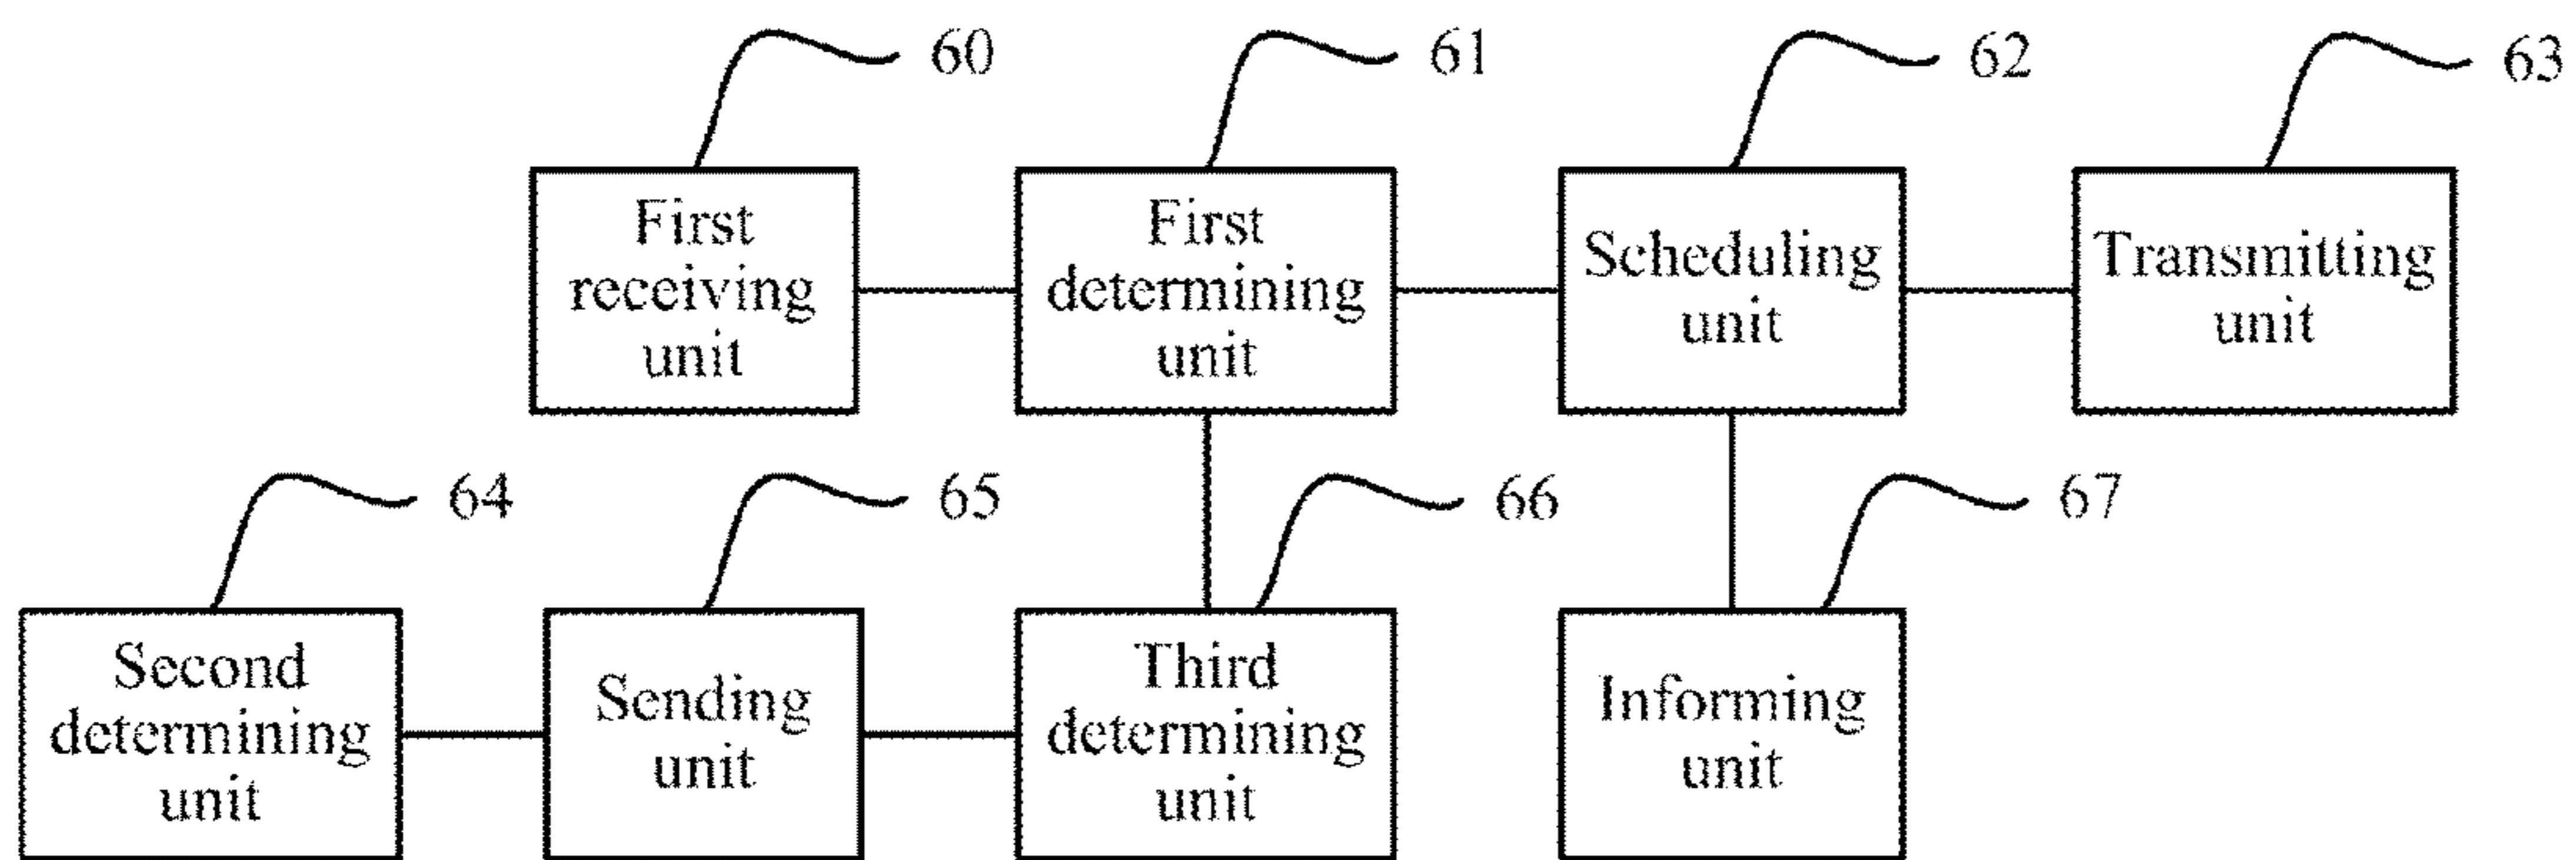 60
61
62
63
First
receiving
unit
First
determining
unit
Scheduling
unit
Transmitting
unit
64
65
66
67
Second
determining
unit
Sending
unit
Third
determining
unit
Informing
unit